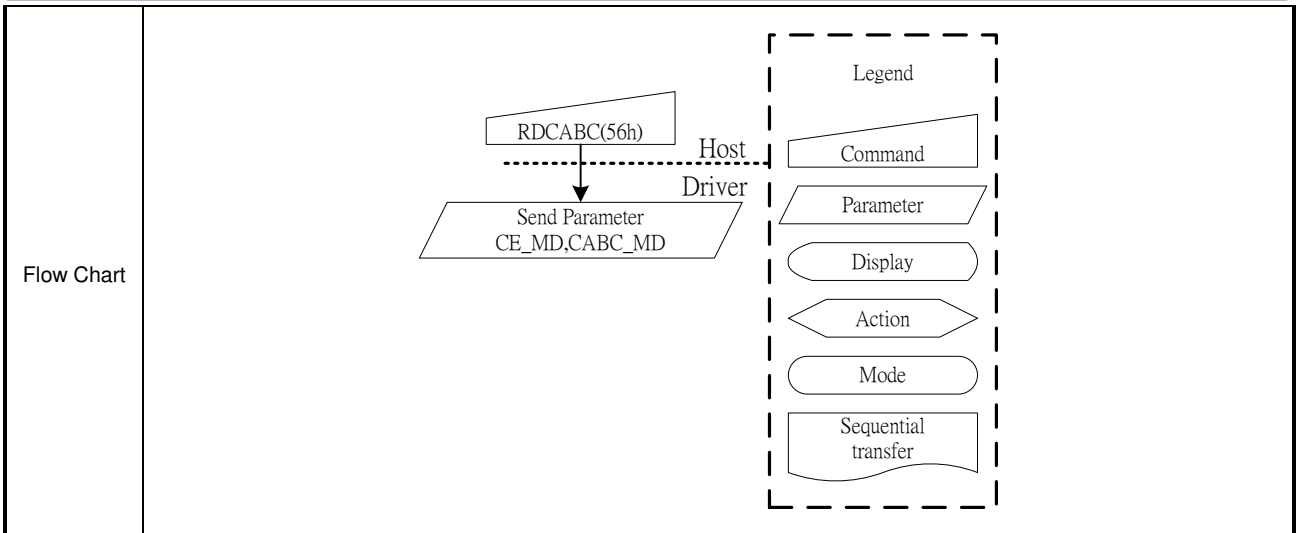 Flow Chart
RDCABC(56h)
Host
Driver
Send Parameter
CE_MD,CABC_MD
Legend
Command
Parameter
Display
Action
Mode
Sequential
transfer